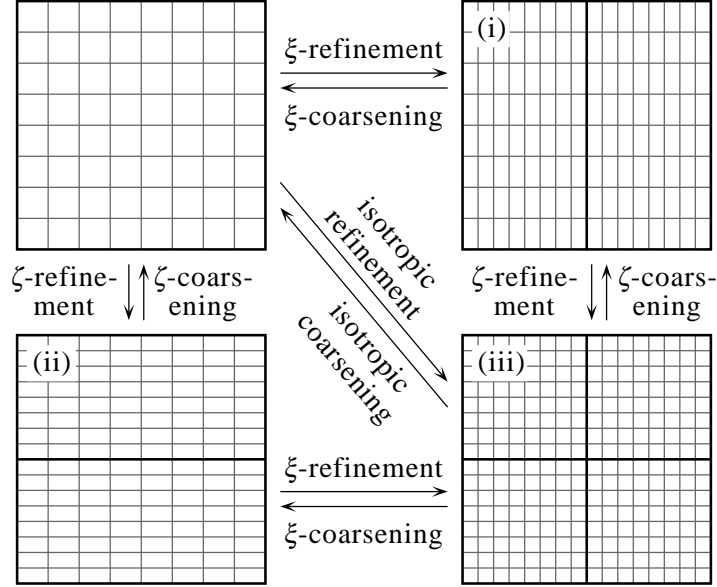 (i)
ξ-refinement
ξ-coarsening
isotropic
refinement
isotropic
coarsening
ζ-refine-
ment
ζ-coars-
ening
ζ-refine-
ment
ζ-coars-
ening
(ii)
(iii)
ξ-refinement
ξ-coarsening